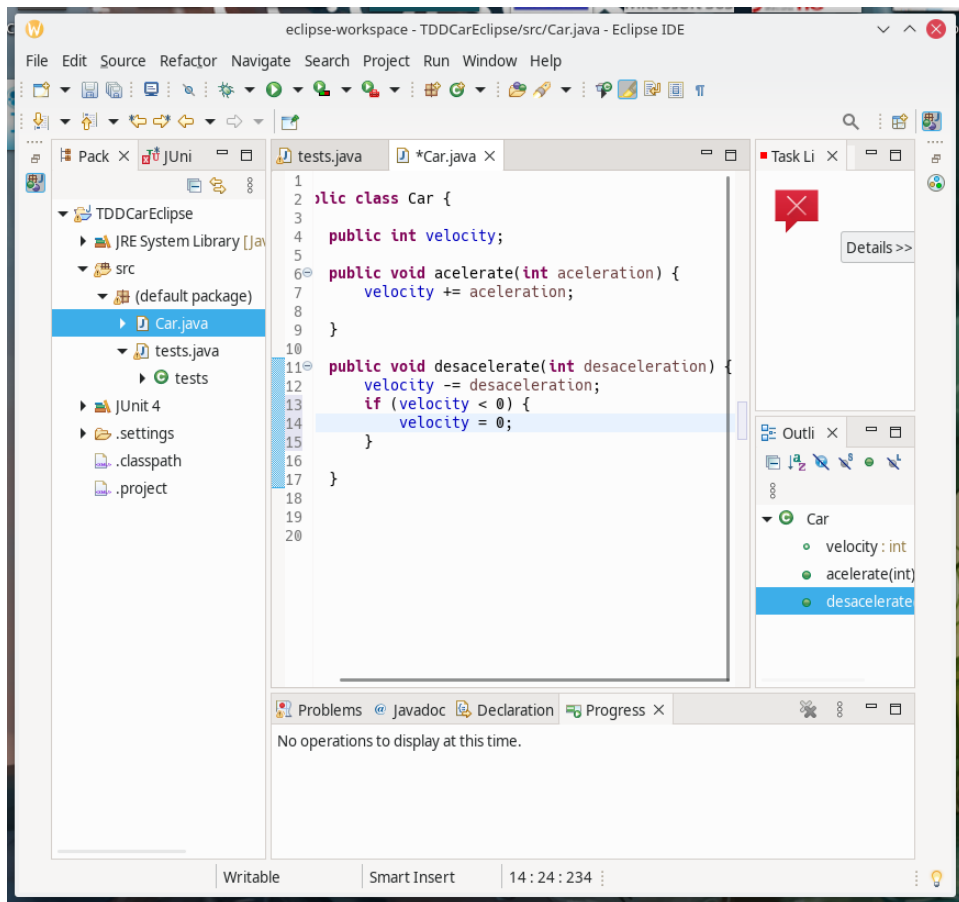 eclipse-workspace - TDDCarEclipse/src/Car.java - Eclipse IDE
File Edit Source Refactor Navigate Search Project Run Window Help
Pack
JUni
TDDCarEclipse
JRE System Library [Jav
src
(default package)
Car.java
tests.java
tests
JUnit 4
.settings
.classpath
.project
tests.java
*Car.java
1
2 blic class Car {
3
4 public int velocity;
5
6 public void acelerate(int aceleration) {
7 velocity += aceleration;
8
9 }
10
11 public void desacelerate(int desaceleration) {
12 velocity -= desaceleration;
13 if (velocity < 0) {
14 velocity = 0;
15 }
16
17 }
18
19
20
Task Li
Details >>
Outli
Car
velocity : int
acelerate(int)
desacelerate
Problems @ Javadoc Declaration Progress
No operations to display at this time.
Writable Smart Insert 14 : 24 : 234